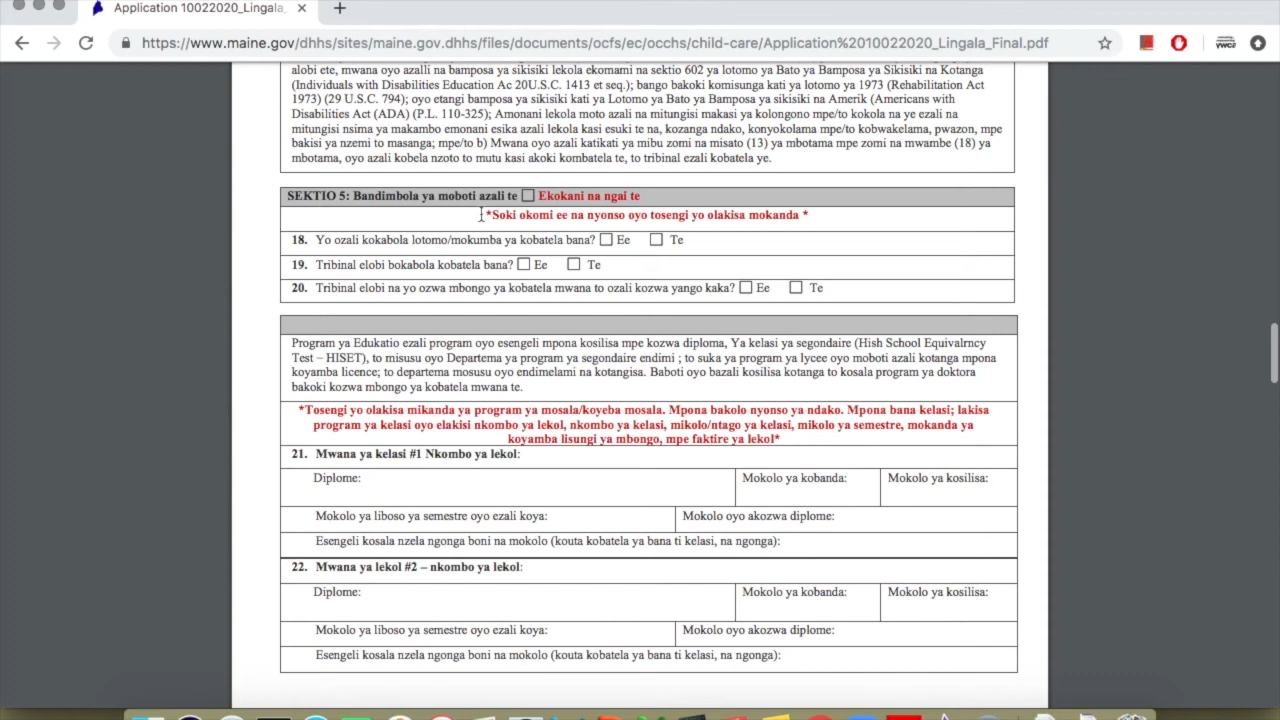 Application 10022020_Lingala_
https://www.maine.gov/dhhs/sites/maine.gov.dhhs/files/documents/ocfs/ec/occhs/child-care/Application%2010022020_Lingala_Final.pdf
alobi ete, mwana oyo azalli na bamposa ya sikisiki lekola ekomami na sektio 602 ya lotomo ya Bato ya Bamposa ya Sikisiki na Kotanga
(Individuals with Disabilities Education Ac 20U.S.C. 1413 et seq.); bango bakoki komisunga kati ya lotomo ya 1973 (Rehabilitation Act
1973) (29 U.S.C. 794); oyo etangi bamposa ya sikisiki kati ya Lotomo ya Bato ya Bamposa ya sikisiki na Amerik (Americans with
Disabilities Act (ADA) (P.L. 110-325); Amonani lekola moto azali na mitungisi makasi ya kolongono mpe/to kokola na ye ezali na
mitungisi nsima ya makambo emonani esika azali lekola kasi esuki te na, kozanga ndako, konyokolama mpe/to kobwakelama, pwazon, mpe
bakisi ya nzemi to masanga; mpe/to b) Mwana oyo azali katikati ya mibu zomi na misato (13) ya mbotama mpe zomi na mwambe (18) ya
mbotama, oyo azali kobela nzoto to mutu kasi akoki kombatela te, to tribinal ezali kobatela ye.
SEKTIO 5: Bandimbola ya moboti azali te ☐ Ekokani na ngai te
*Soki okomi ee na nyonso oyo tosengi yo olakisa mokanda *
18. Yo ozali kokabola lotomo/mokumba ya kobatela bana? ☐ Ee ☐ Te
19. Tribinal elobi bokabola kobatela bana? ☐ Ee ☐ Te
20. Tribinal elobi na yo ozwa mbongo ya kobatela mwana to ozali kozwa yango kaka? ☐ Ee ☐ Te
Program ya Edukatio ezali program oyo esengeli mpona kosilisa mpe kozwa diploma, Ya kelasi ya segondaire (Hish School Equivalrncy
Test – HISET), to misusu oyo Departema ya program ya segondaire endimi ; to suka ya program ya lycee oyo moboti azali kotanga mpona
koyamba licence; to departema mosusu oyo endimelami na kotangisa. Baboti oyo bazali kosilisa kotanga to kosala program ya doktora
bakoki kozwa mbongo ya kobatela mwana te.
*Tosengi yo olakisa mikanda ya program ya mosala/koyeba mosala. Mpona bakolo nyonso ya ndako. Mpona bana kelasi; lakisa
program ya kelasi oyo elakisi nkombo ya lekol, nkombo ya kelasi, mikolo/ntago ya kelasi, mikolo ya semestre, mokanda ya
koyamba lisungi ya mbongo, mpe faktire ya lekol*
21. Mwana ya kelasi #1 Nkombo ya lekol:
Diplome: Mokolo ya kobanda: Mokolo ya kosilisa:
Mokolo ya liboso ya semestre oyo ezali koya: Mokolo oyo akozwa diplome:
Esengeli kosala nzela ngonga boni na mokolo (kouta kobatela ya bana ti kelasi, na ngonga):
22. Mwana ya lekol #2 – nkombo ya lekol:
Diplome: Mokolo ya kobanda: Mokolo ya kosilisa:
Mokolo ya liboso ya semestre oyo ezali koya: Mokolo oyo akozwa diplome:
Esengeli kosala nzela ngonga boni na mokolo (kouta kobatela ya bana ti kelasi, na ngonga):